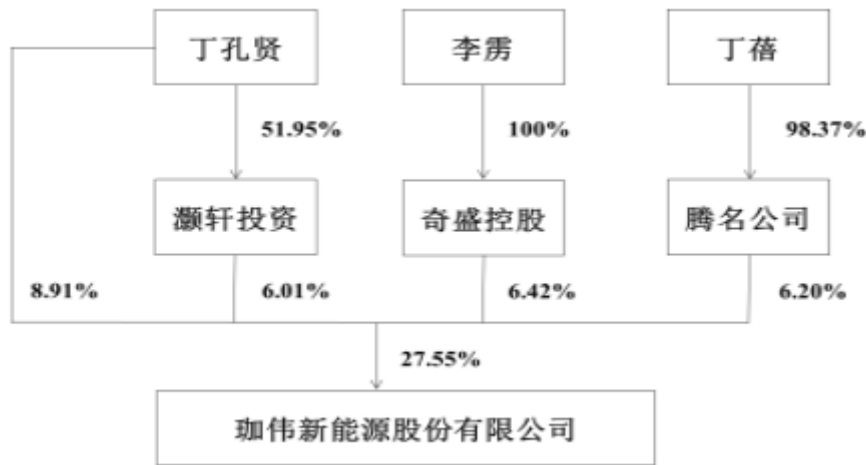 丁孔贤
李雳
丁蓓
51.95%
100%
98.37%
灏轩投资
奇盛控股
腾名公司
8.91%
6.01%
6.42%
6.20%
27.55%
珈伟新能源股份有限公司